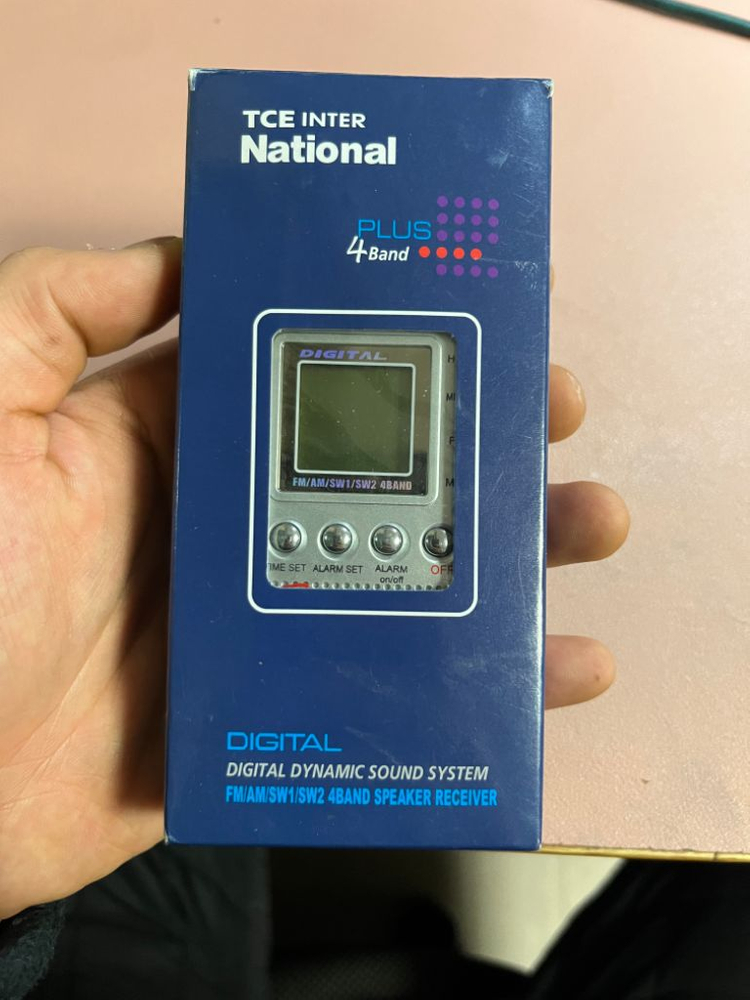 TCE INTER
National
PLUS
4Band
DIGITAL
FM/AM/SW1/SW2 4BAND
TIME SET ALARM SET ALARM
on/off
DIGITAL
DIGITAL DYNAMIC SOUND SYSTEM
FM/AM/SW1/SW2 4BAND SPEAKER RECEIVER